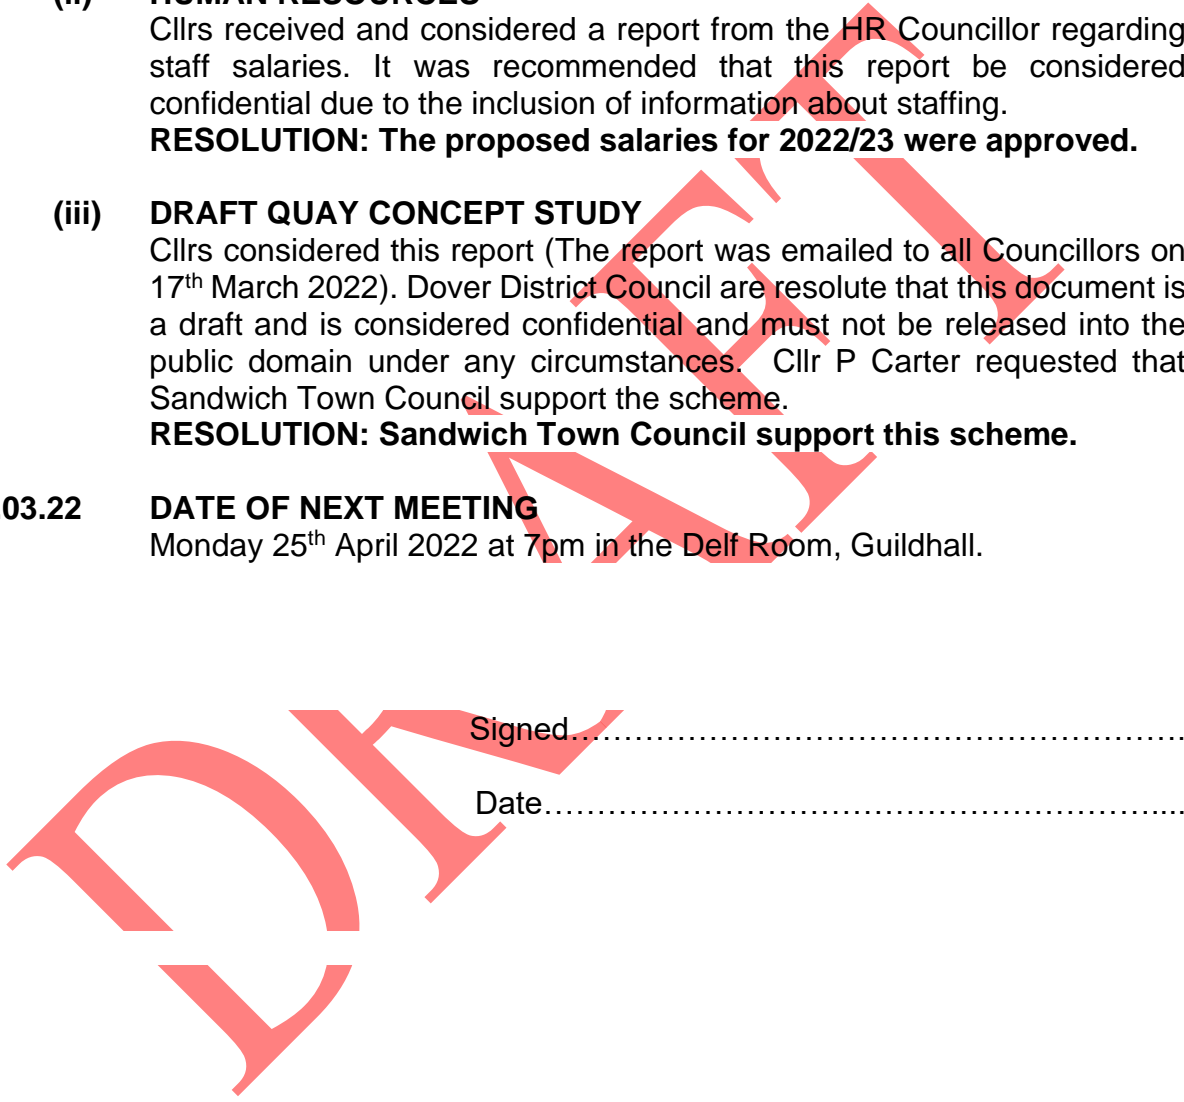 (ii) HUMAN RESOURCES
Cllrs received and considered a report from the HR Councillor regarding
staff salaries. It was recommended that this report be considered
confidential due to the inclusion of information about staffing.
RESOLUTION: The proposed salaries for 2022/23 were approved.
(iii) DRAFT QUAY CONCEPT STUDY
Cllrs considered this report (The report was emailed to all Councillors on
17th March 2022). Dover District Council are resolute that this document is
a draft and is considered confidential and must not be released into the
public domain under any circumstances. Cllr P Carter requested that
Sandwich Town Council support the scheme.
RESOLUTION: Sandwich Town Council support this scheme.
.03.22 DATE OF NEXT MEETING
Monday 25th April 2022 at 7pm in the Delf Room, Guildhall.
Signed……………………………………………………….
Date…………………………………………………....
DRAFT